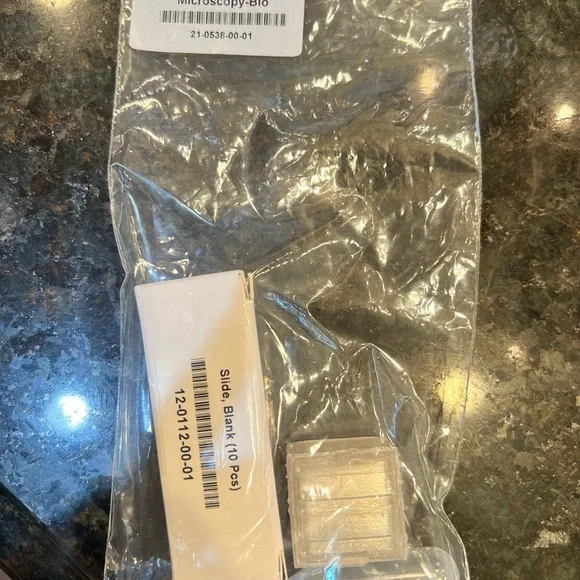 Microscopy-Bio
21-0538-00-01
Slide, Blank (10 Pcs)
12-0112-00-01